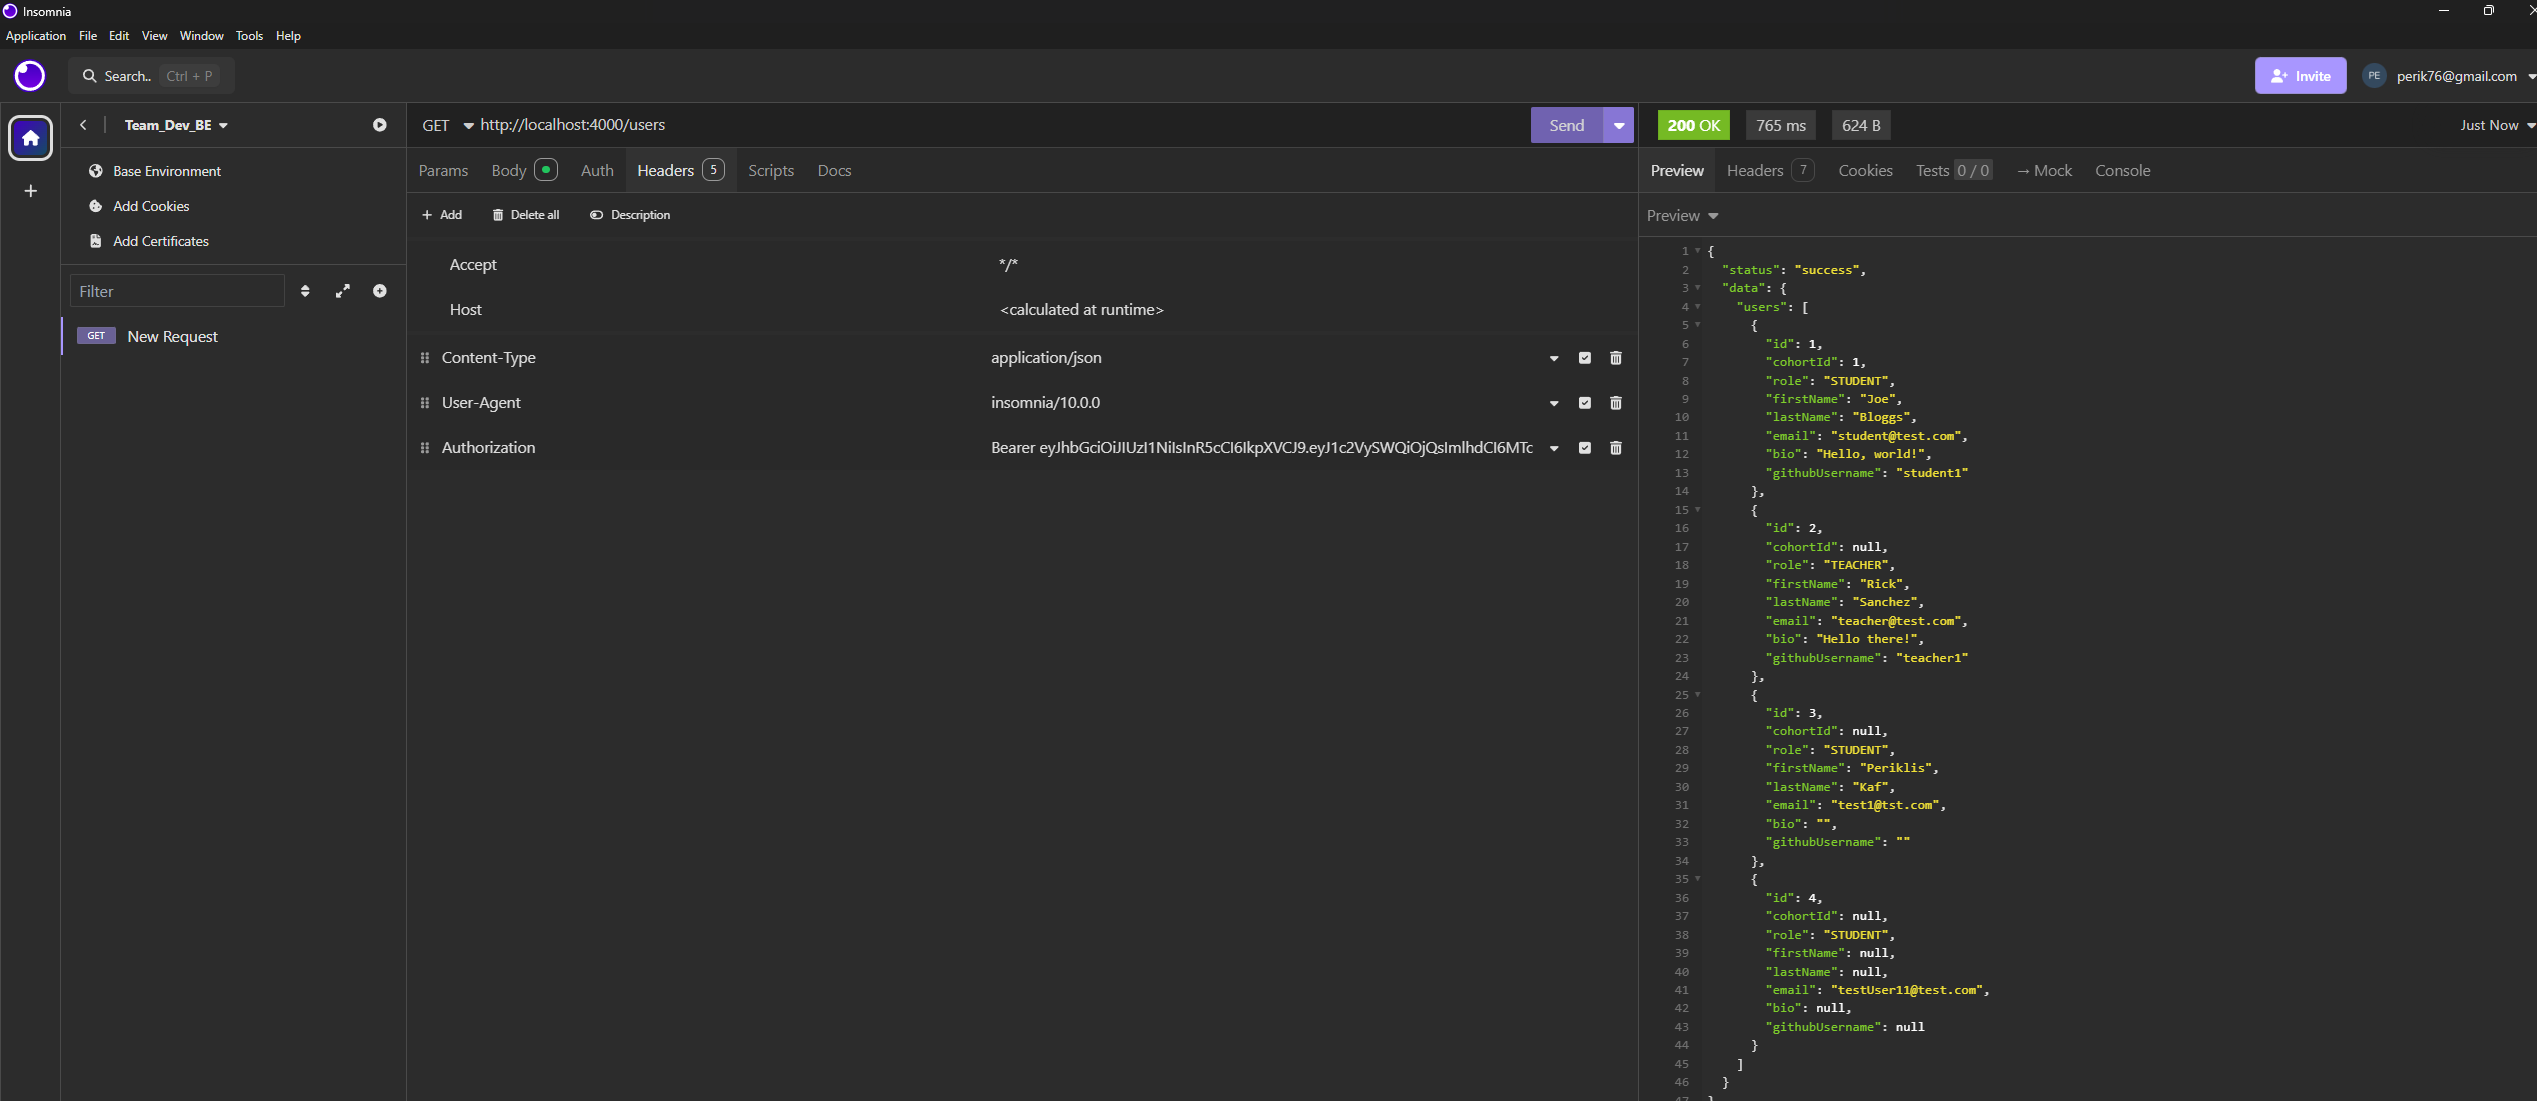 Insomnia
Application File Edit View Window Tools Help
Search.. Ctrl + P
Invite PE perik76@gmail.com
Team_Dev_BE
Base Environment
Add Cookies
Add Certificates
Filter
GET New Request
GET http://localhost:4000/users Send
Params Body Auth Headers 5 Scripts Docs
+ Add Delete all Description
Accept */*
Host <calculated at runtime>
Content-Type application/json
User-Agent insomnia/10.0.0
Authorization Bearer eyJhbGciOiJIUzI1NiIsInR5cCI6IkpXVCJ9.eyJ1c2VySWQiOjQsImlhdCI6MTc
200 OK 765 ms 624 B Just Now
Preview Headers 7 Cookies Tests 0 / 0 → Mock Console
Preview
1 {
2 "status": "success",
3 "data": {
4 "users": [
5 {
6 "id": 1,
7 "cohortId": 1,
8 "role": "STUDENT",
9 "firstName": "Joe",
10 "lastName": "Bloggs",
11 "email": "student@test.com",
12 "bio": "Hello, world!",
13 "githubUsername": "student1"
14 },
15 {
16 "id": 2,
17 "cohortId": null,
18 "role": "TEACHER",
19 "firstName": "Rick",
20 "lastName": "Sanchez",
21 "email": "teacher@test.com",
22 "bio": "Hello there!",
23 "githubUsername": "teacher1"
24 },
25 {
26 "id": 3,
27 "cohortId": null,
28 "role": "STUDENT",
29 "firstName": "Periklis",
30 "lastName": "Kaf",
31 "email": "test1@tst.com",
32 "bio": "",
33 "githubUsername": ""
34 },
35 {
36 "id": 4,
37 "cohortId": null,
38 "role": "STUDENT",
39 "firstName": null,
40 "lastName": null,
41 "email": "testUser11@test.com",
42 "bio": null,
43 "githubUsername": null
44 }
45 ]
46 }
47 }